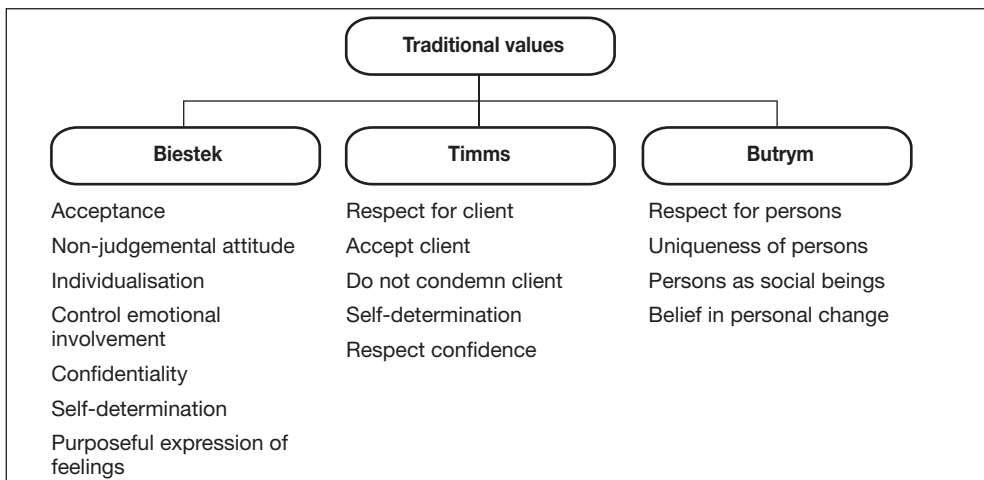 Traditional values
Biestek
Timms
Butrym
Acceptance
Non-judgemental attitude
Individualisation
Control emotional
involvement
Confidentiality
Self-determination
Purposeful expression of
feelings
Respect for client
Accept client
Do not condemn client
Self-determination
Respect confidence
Respect for persons
Uniqueness of persons
Persons as social beings
Belief in personal change